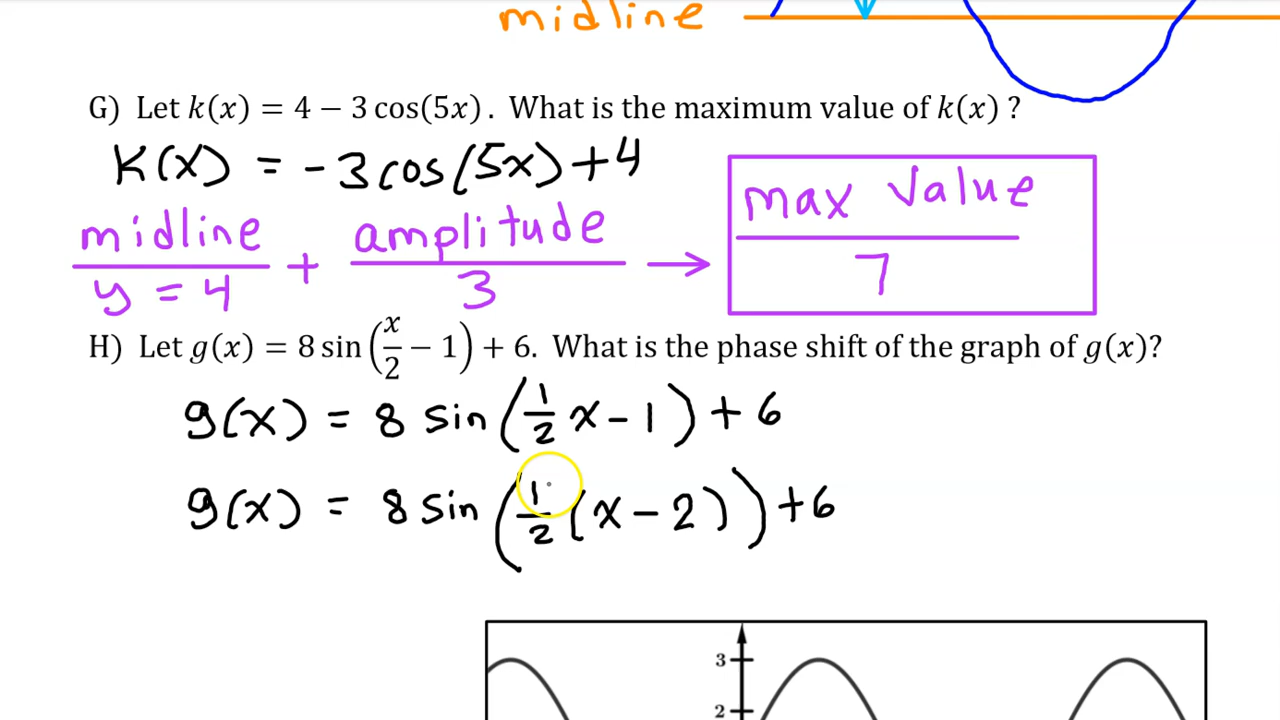 midline
G) Let k(x) = 4 − 3 cos(5x). What is the maximum value of k(x) ?
K(x) = -3cos(5x)+4
midline + amplitude → max value
y = 4 3 7
H) Let g(x) = 8 sin(x/2 − 1) + 6. What is the phase shift of the graph of g(x)?
g(x) = 8 sin(1/2 x - 1) + 6
g(x) = 8 sin(1/2 (x - 2)) + 6
3
2